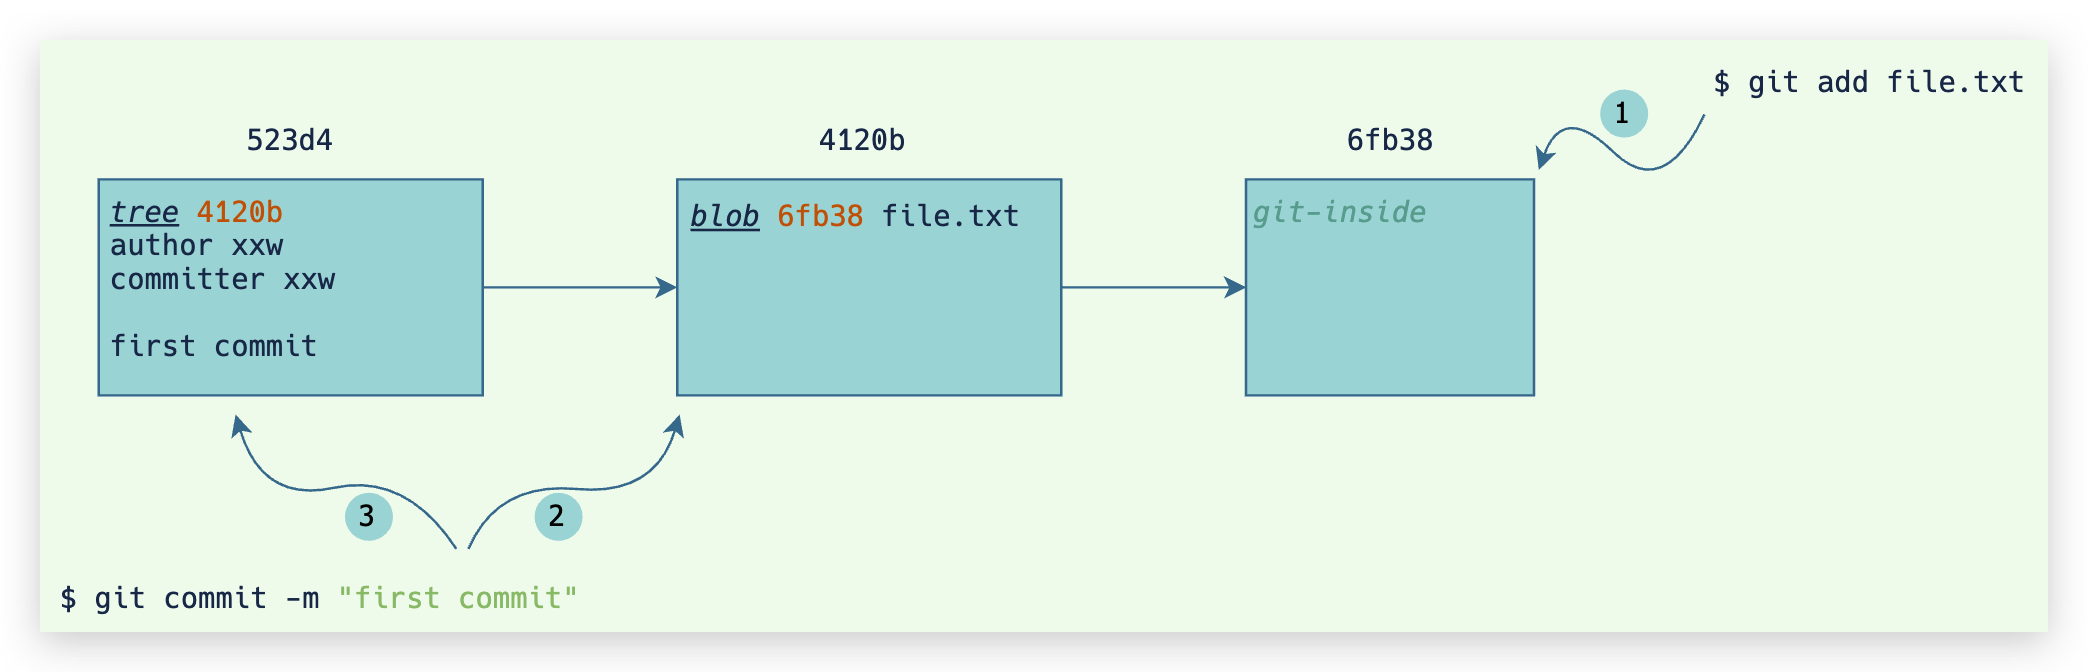 $ git add file.txt
1
523d4
4120b
6fb38
tree 4120b
author xxw
committer xxw
first commit
blob 6fb38 file.txt
git-inside
3
2
$ git commit -m "first commit"